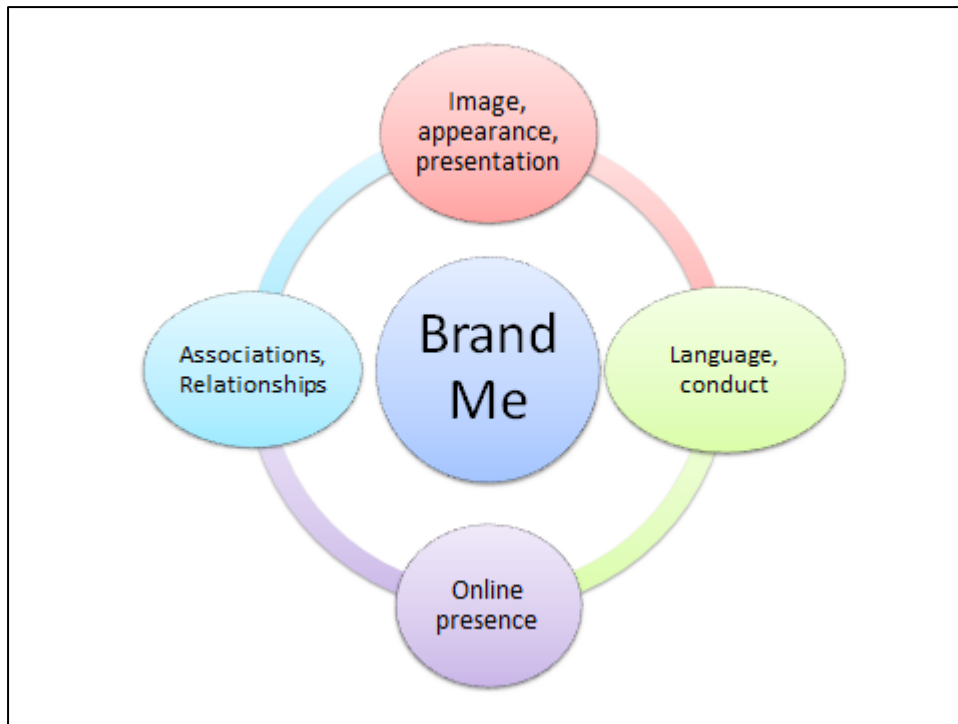 Image,
appearance,
presentation
Associations,
Relationships
Brand
Me
Language,
conduct
Online
presence